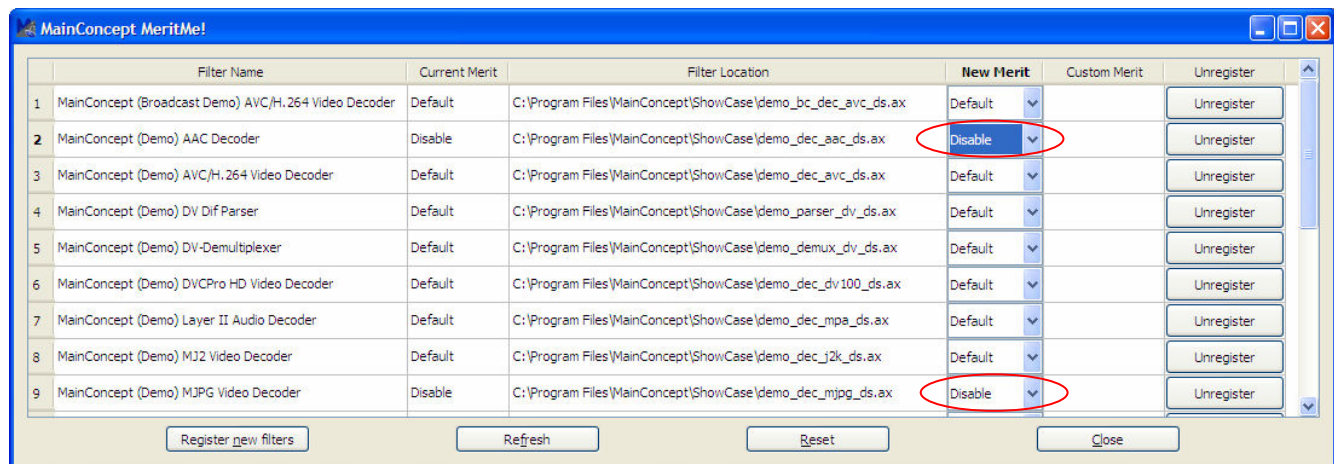 MainConcept MeritMe!
Filter Name Current Merit Filter Location New Merit Custom Merit Unregister
1 MainConcept (Broadcast Demo) AVC/H.264 Video Decoder Default C:\Program Files\MainConcept\ShowCase\demo_bc_dec_avc_ds.ax Default Unregister
2 MainConcept (Demo) AAC Decoder Disable C:\Program Files\MainConcept\ShowCase\demo_dec_aac_ds.ax Disable Unregister
3 MainConcept (Demo) AVC/H.264 Video Decoder Default C:\Program Files\MainConcept\ShowCase\demo_dec_avc_ds.ax Default Unregister
4 MainConcept (Demo) DV Dif Parser Default C:\Program Files\MainConcept\ShowCase\demo_parser_dv_ds.ax Default Unregister
5 MainConcept (Demo) DV-Demultiplexer Default C:\Program Files\MainConcept\ShowCase\demo_demux_dv_ds.ax Default Unregister
6 MainConcept (Demo) DVCPro HD Video Decoder Default C:\Program Files\MainConcept\ShowCase\demo_dec_dv100_ds.ax Default Unregister
7 MainConcept (Demo) Layer II Audio Decoder Default C:\Program Files\MainConcept\ShowCase\demo_dec_mpa_ds.ax Default Unregister
8 MainConcept (Demo) MJ2 Video Decoder Default C:\Program Files\MainConcept\ShowCase\demo_dec_j2k_ds.ax Default Unregister
9 MainConcept (Demo) MJPG Video Decoder Disable C:\Program Files\MainConcept\ShowCase\demo_dec_mjpg_ds.ax Disable Unregister
Register new filters Refresh Reset Close